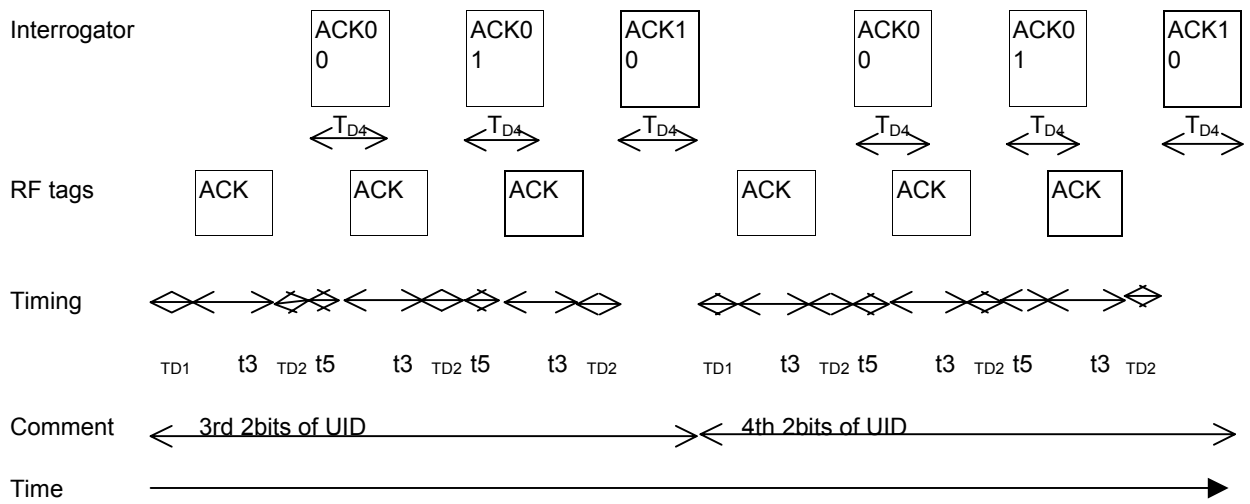 Interrogator ACK0 ACK0 ACK1 ACK0 ACK0 ACK1
0 1 0 0 1 0
TD4 TD4 TD4 TD4 TD4 TD4
RF tags ACK ACK ACK ACK ACK ACK
Timing
TD1 t3 TD2 t5 t3 TD2 t5 t3 TD2 TD1 t3 TD2 t5 t3 TD2 t5 t3 TD2
Comment 3rd 2bits of UID 4th 2bits of UID
Time